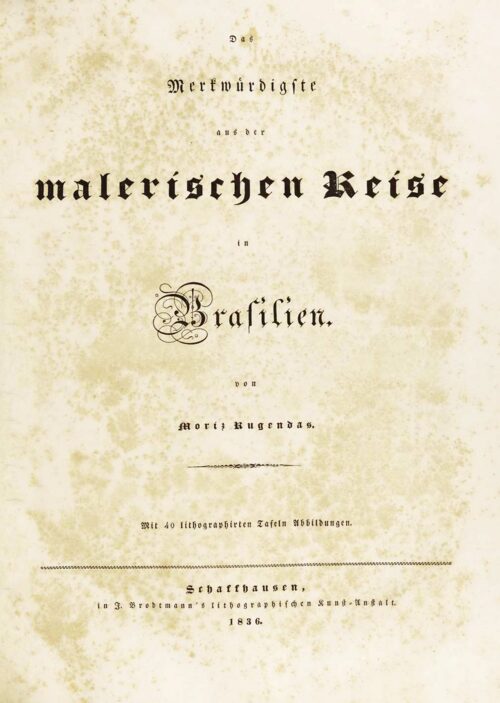 Das
Merkwürdigste
aus der
malerischen Reise
in
Brasilien.
von
Moritz Rugendas.
Mit 40 lithographirten Tafeln Abbildungen.
Schaffhausen,
in J. Brodtmann's lithographischen Kunst-Anstalt.
1836.